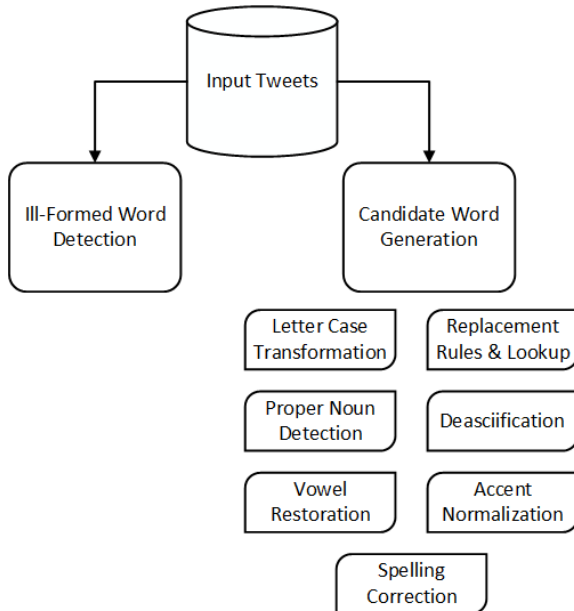 Input Tweets
Ill-Formed Word
Detection
Candidate Word
Generation
Letter Case
Transformation
Replacement
Rules & Lookup
Proper Noun
Detection
Deasciification
Vowel
Restoration
Accent
Normalization
Spelling
Correction